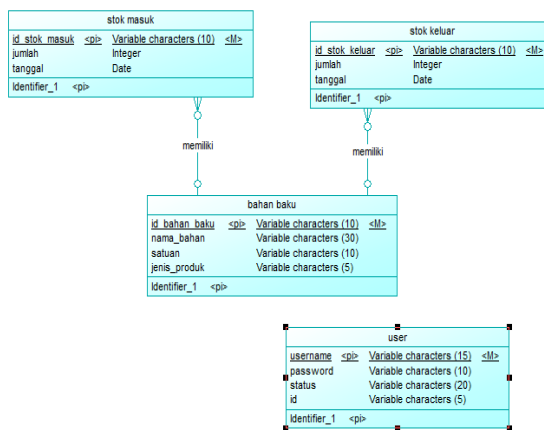 stok masuk
id_stok_masuk <pi> Variable characters (10) <M>
jumlah Integer
tanggal Date
Identifier_1 <pi>
stok keluar
id_stok_keluar <pi> Variable characters (10) <M>
jumlah Integer
tanggal Date
Identifier_1 <pi>
memiliki
memiliki
bahan baku
id_bahan_baku <pi> Variable characters (10) <M>
nama_bahan Variable characters (30)
satuan Variable characters (10)
jenis_produk Variable characters (5)
Identifier_1 <pi>
user
username <pi> Variable characters (15) <M>
password Variable characters (10)
status Variable characters (20)
id Variable characters (5)
Identifier_1 <pi>